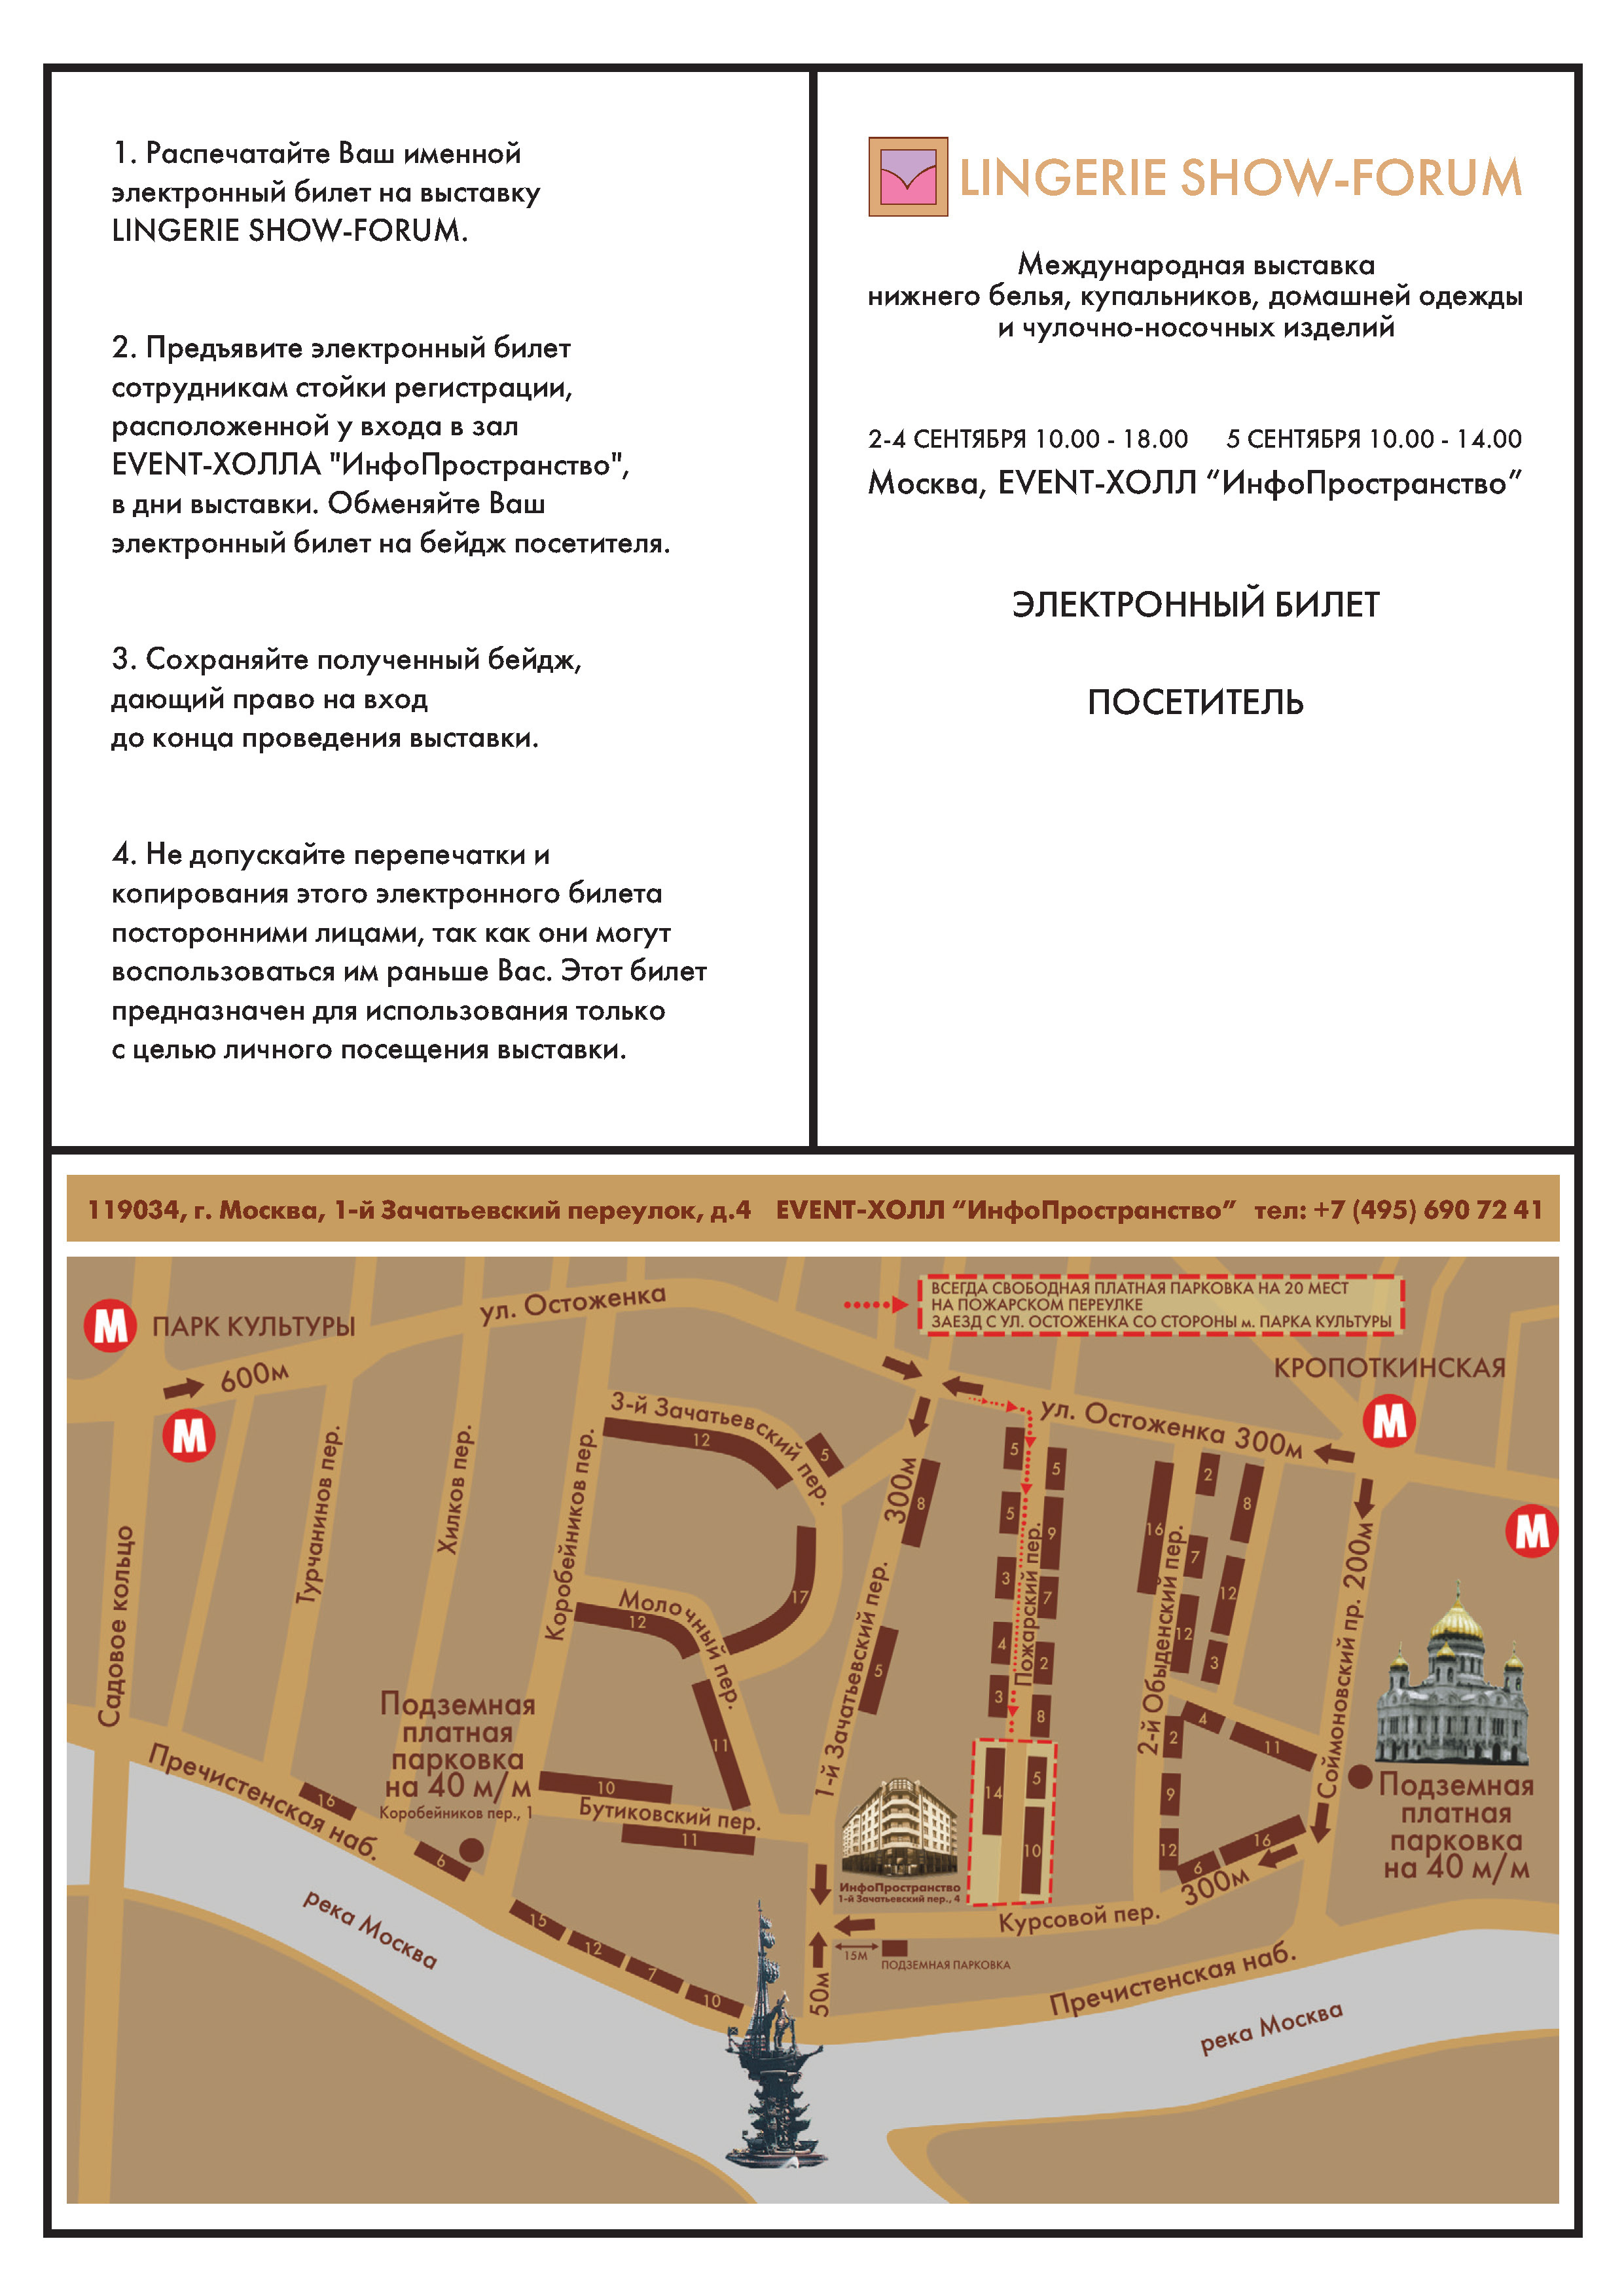 1. Распечатайте Ваш именной
электронный билет на выставку
LINGERIE SHOW-FORUM.
2. Предъявите электронный билет
сотрудникам стойки регистрации,
расположенной у входа в зал
EVENT-ХОЛЛА "ИнфоПространство",
в дни выставки. Обменяйте Ваш
электронный билет на бейдж посетителя.
3. Сохраняйте полученный бейдж,
дающий право на вход
до конца проведения выставки.
4. Не допускайте перепечатки и
копирования этого электронного билета
посторонними лицами, так как они могут
воспользоваться им раньше Вас. Этот билет
предназначен для использования только
с целью личного посещения выставки.
LINGERIE SHOW-FORUM
Международная выставка
нижнего белья, купальников, домашней одежды
и чулочно-носочных изделий
2-4 СЕНТЯБРЯ 10.00 - 18.00 5 СЕНТЯБРЯ 10.00 - 14.00
Москва, EVENT-ХОЛЛ “ИнфоПространство”
ЭЛЕКТРОННЫЙ БИЛЕТ
ПОСЕТИТЕЛЬ
119034, г. Москва, 1-й Зачатьевский переулок, д.4 EVENT-ХОЛЛ “ИнфоПространство” тел: +7 (495) 690 72 41
ВСЕГДА СВОБОДНАЯ ПЛАТНАЯ ПАРКОВКА НА 20 МЕСТ
НА ПОЖАРСКОМ ПЕРЕУЛКЕ
ЗАЕЗД С УЛ. ОСТОЖЕНКА СО СТОРОНЫ м. ПАРКА КУЛЬТУРЫ
М
ПАРК КУЛЬТУРЫ
600м
М
ул. Остоженка
КРОПОТКИНСКАЯ
М
ул. Остоженка 300м
М
3-й Зачатьевский пер.
12
5
Турчанинов пер.
Хилков пер.
Коробейников пер.
Садовое кольцо
300м
8
1-й Зачатьевский пер.
5
17
Молочный пер.
12
11
5
5
3
4
3
Пожарский пер.
5
9
7
2
8
14
5
10
16
2-й Обыденский пер.
2
7
12
8
12
3
4
11
2
9
12
6
16
300м
Соймоновский пр. 200м
Подземная
платная
парковка
на 40 м/м
Коробейников пер., 1
Подземная
платная
парковка
на 40 м/м
10
Бутиковский пер.
11
ИнфоПространство
1-й Зачатьевский пер., 4
Курсовой пер.
15М
ПОДЗЕМНАЯ ПАРКОВКА
50м
Пречистенская наб.
16
6
15
12
7
10
река Москва
Пречистенская наб.
река Москва